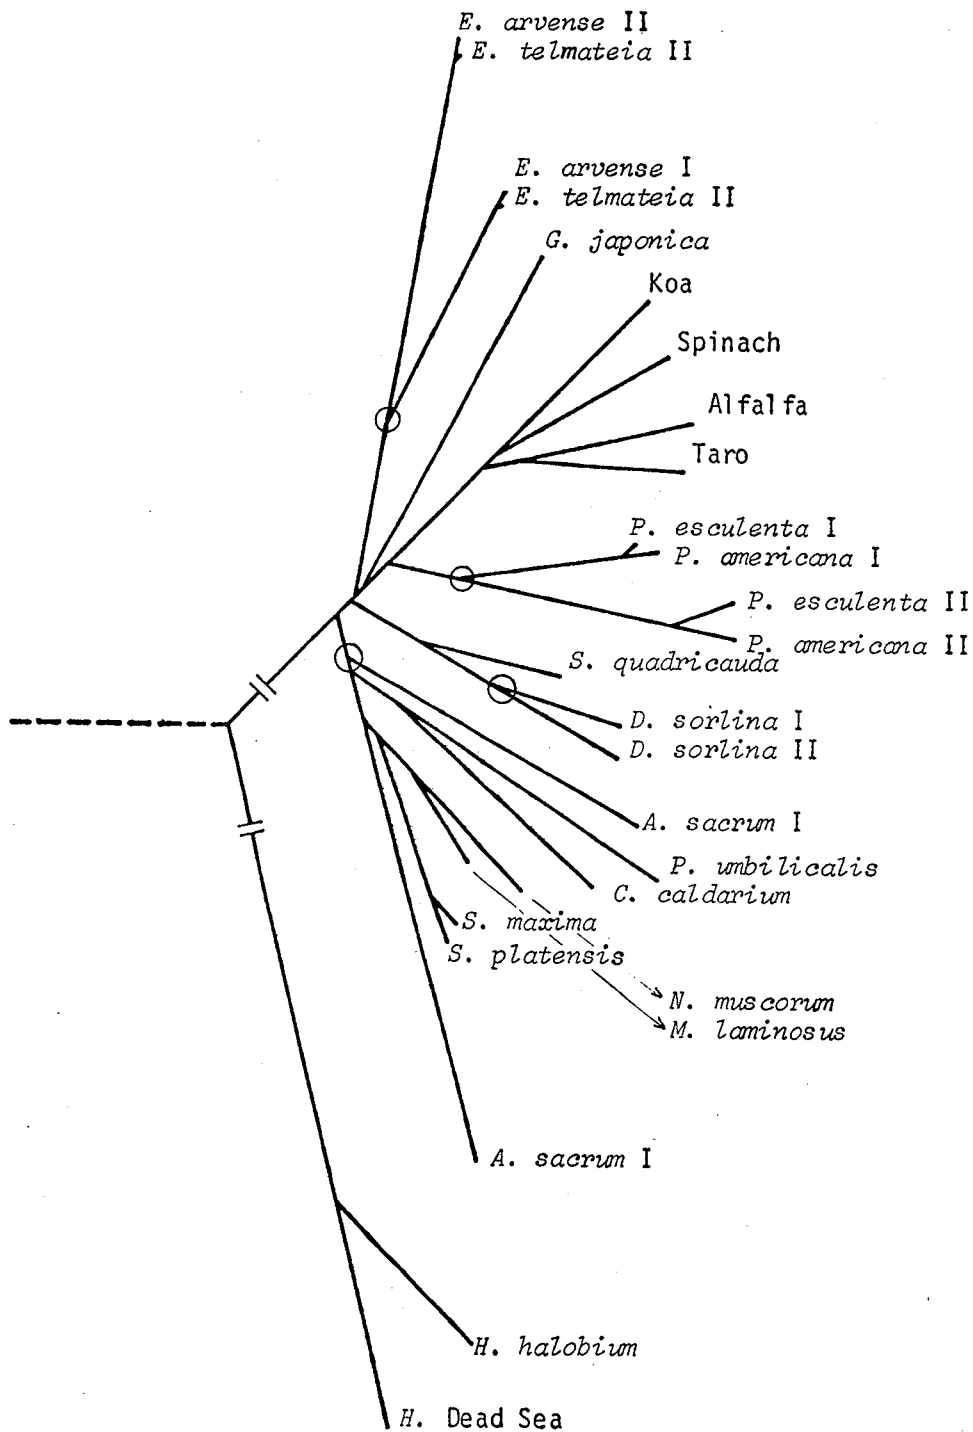 E. arvense II
E. telmateia II
E. arvense I
E. telmateia II
G. japonica
Koa
Spinach
Alfalfa
Taro
P. esculenta I
P. americana I
P. esculenta II
P. americana II
S. quadricauda
D. sorlina I
D. sorlina II
A. sacrum I
P. umbilicalis
C. caldarium
S. maxima
S. platensis
N. muscorum
M. laminosus
A. sacrum I
H. halobium
H. Dead Sea